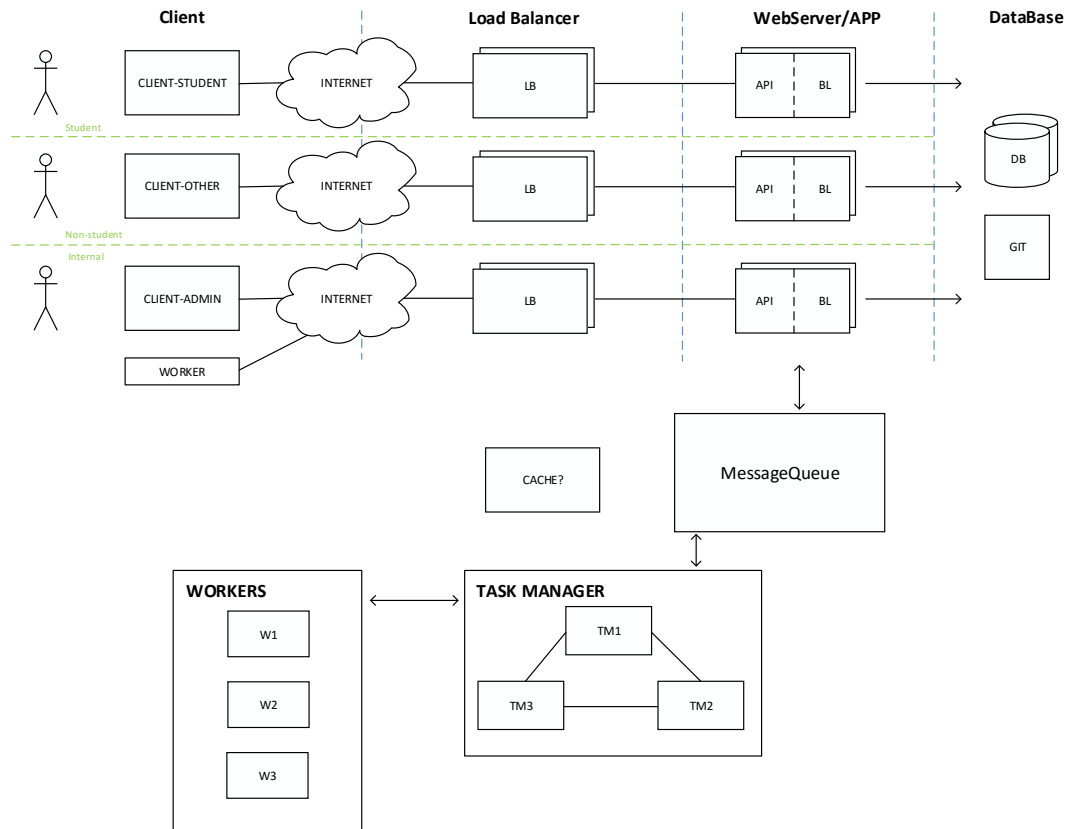 Client
Load Balancer
WebServer/APP
DataBase
CLIENT-STUDENT
INTERNET
LB
API
BL
Student
CLIENT-OTHER
INTERNET
LB
API
BL
DB
Non-student
GIT
Internal
CLIENT-ADMIN
INTERNET
LB
API
BL
WORKER
CACHE?
MessageQueue
WORKERS
W1
W2
W3
TASK MANAGER
TM1
TM3
TM2